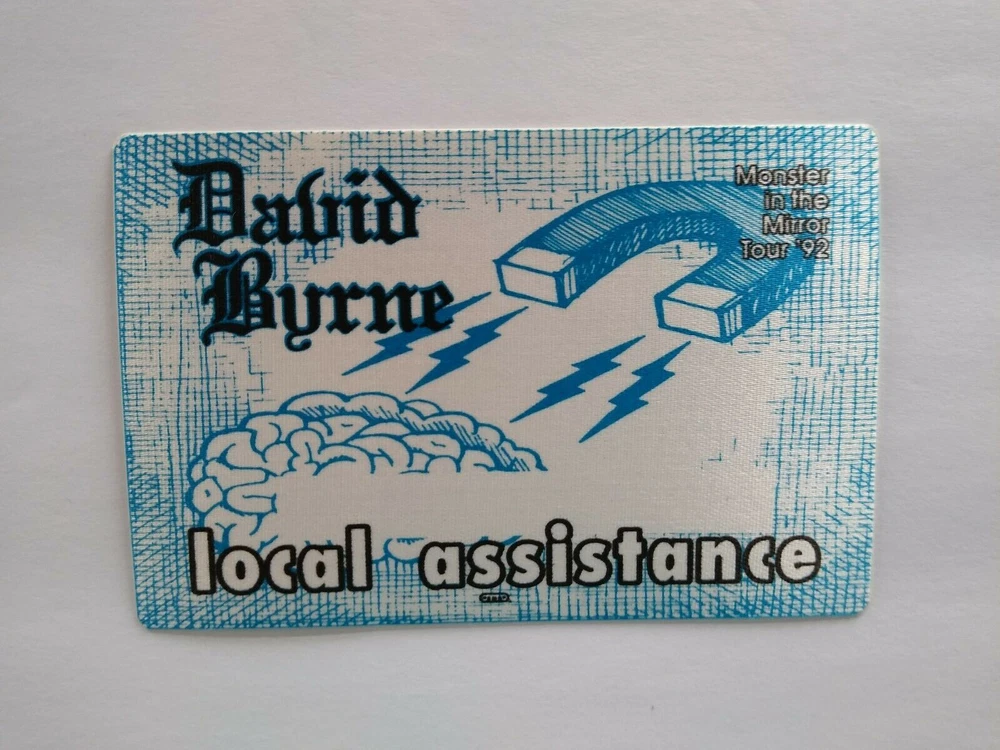 David
Byrne
Monster
in the
Mirror
Tour '92
local assistance